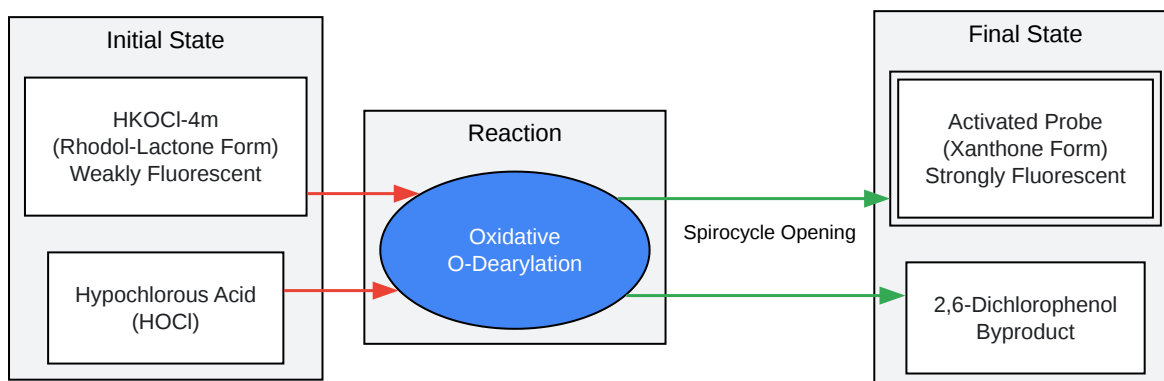 Initial State
HKOCl-4m
(Rhodol-Lactone Form)
Weakly Fluorescent
Hypochlorous Acid
(HOCl)
Reaction
Oxidative
O-Dearylation
Spirocycle Opening
Final State
Activated Probe
(Xanthone Form)
Strongly Fluorescent
2,6-Dichlorophenol
Byproduct